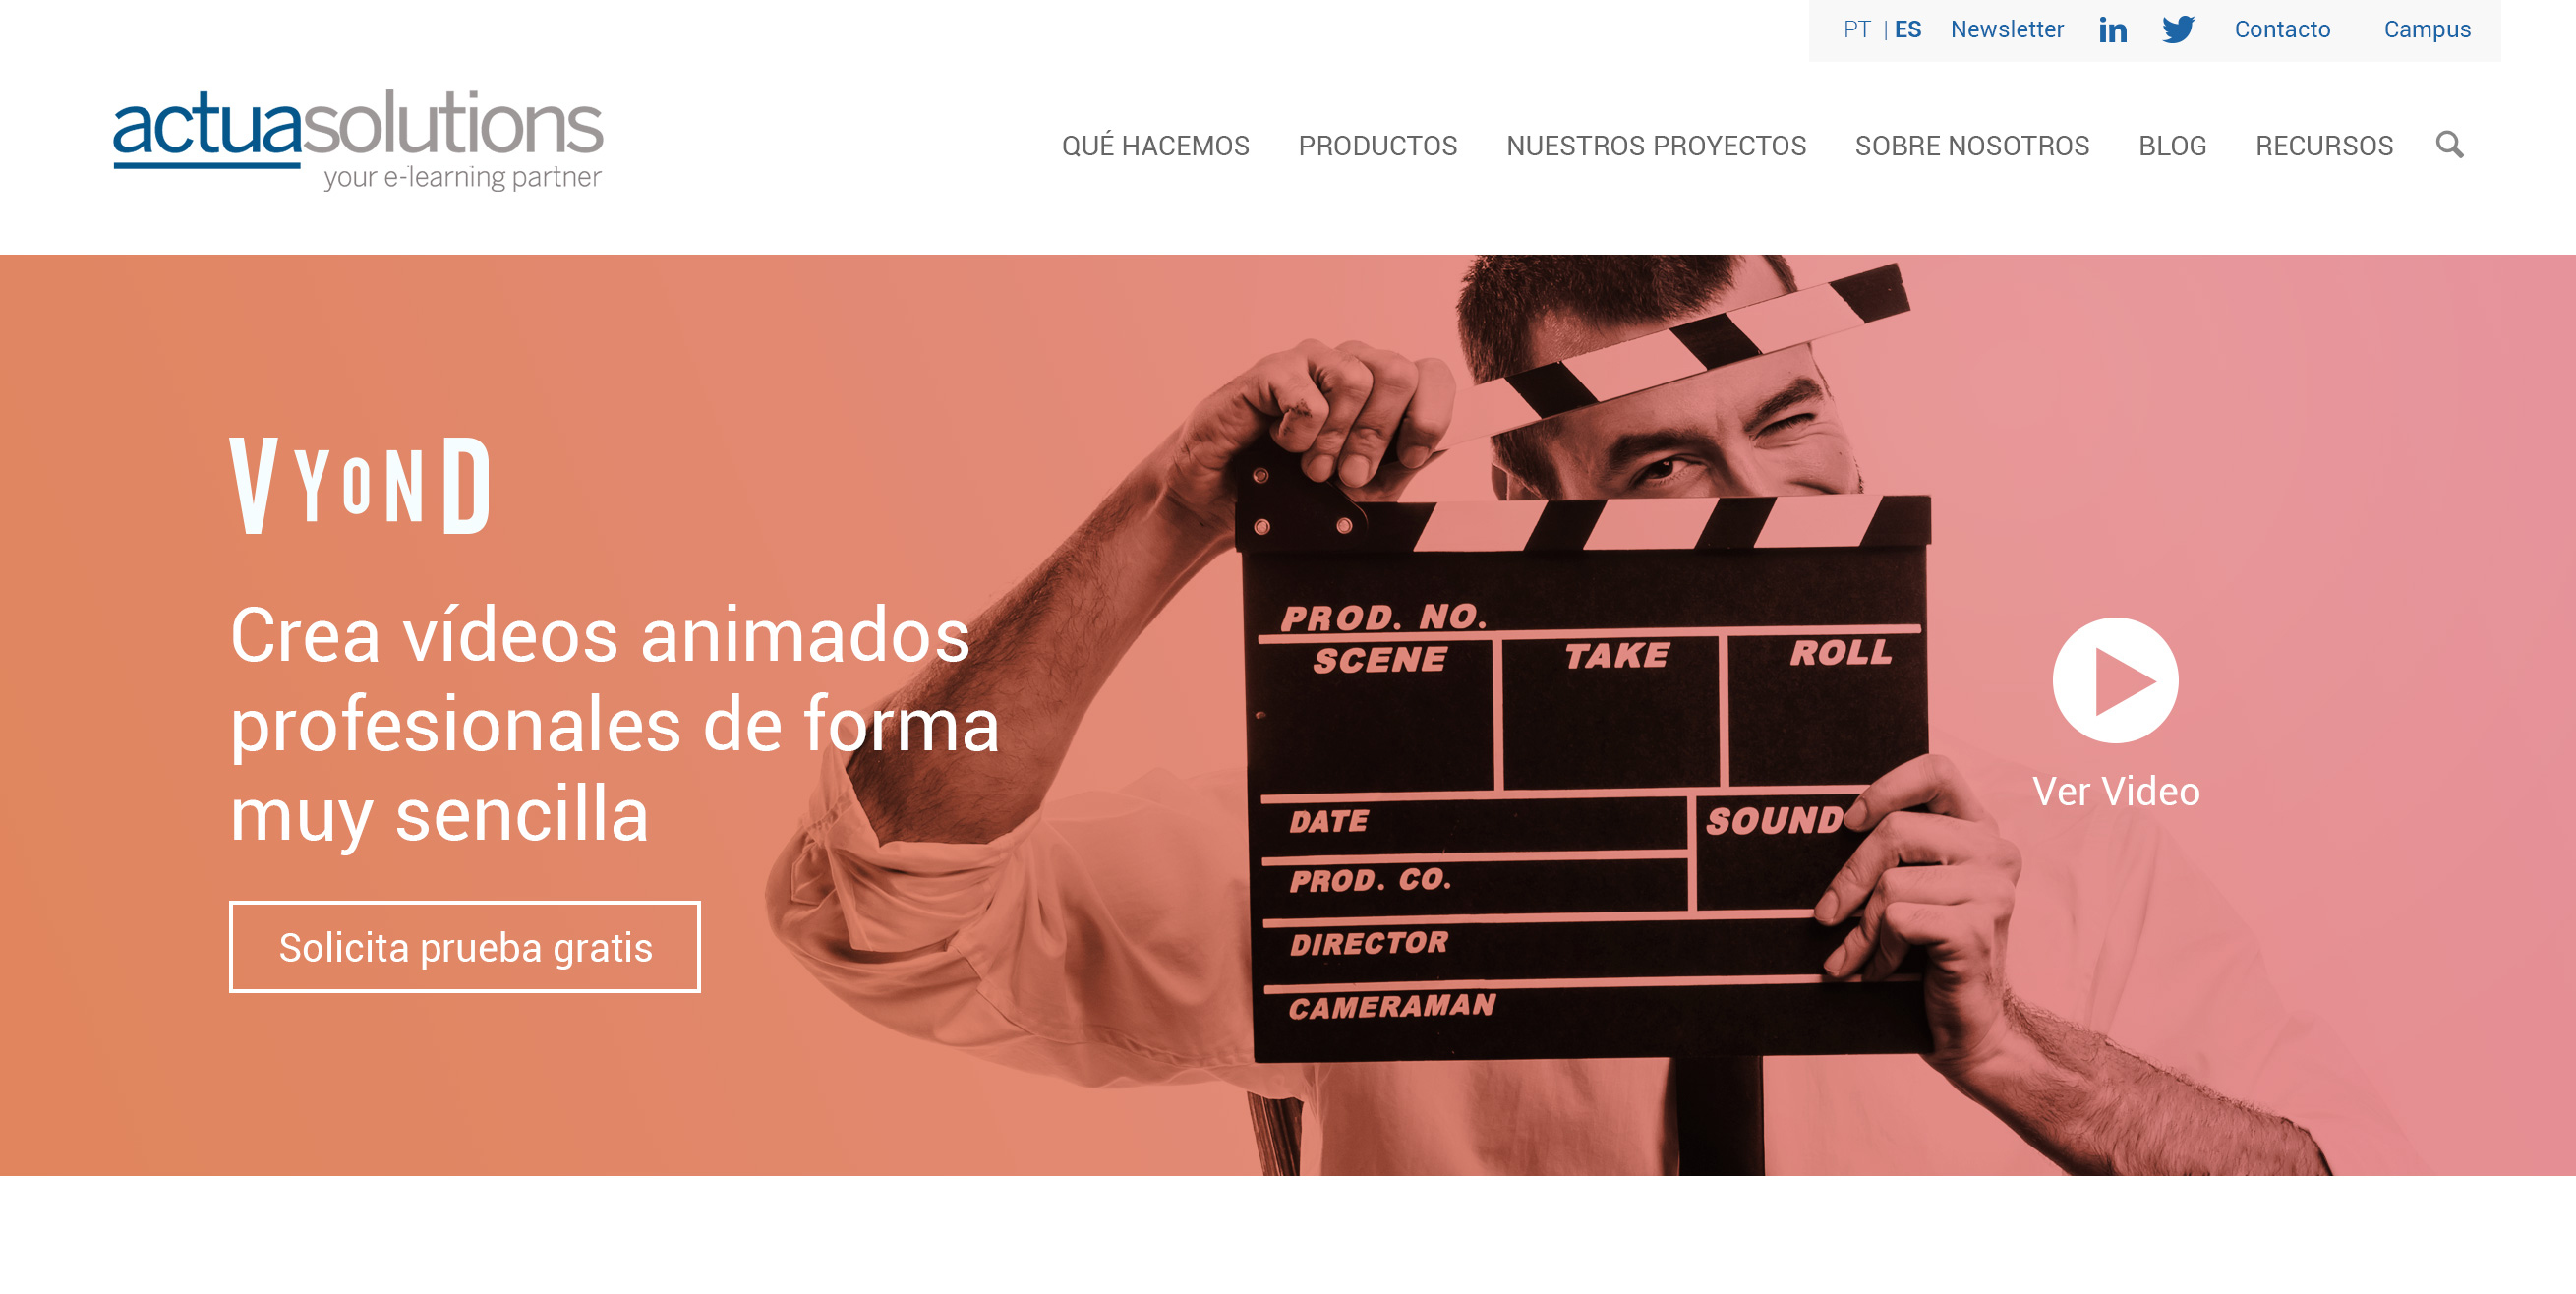 PT | ES Newsletter Contacto Campus
actuasolutions
your e-learning partner
QUÉ HACEMOS PRODUCTOS NUESTROS PROYECTOS SOBRE NOSOTROS BLOG RECURSOS
VYOND
Crea vídeos animados
profesionales de forma
muy sencilla
Solicita prueba gratis
PROD. NO.
SCENE TAKE ROLL
DATE SOUND
PROD. CO.
DIRECTOR
CAMERAMAN
Ver Video